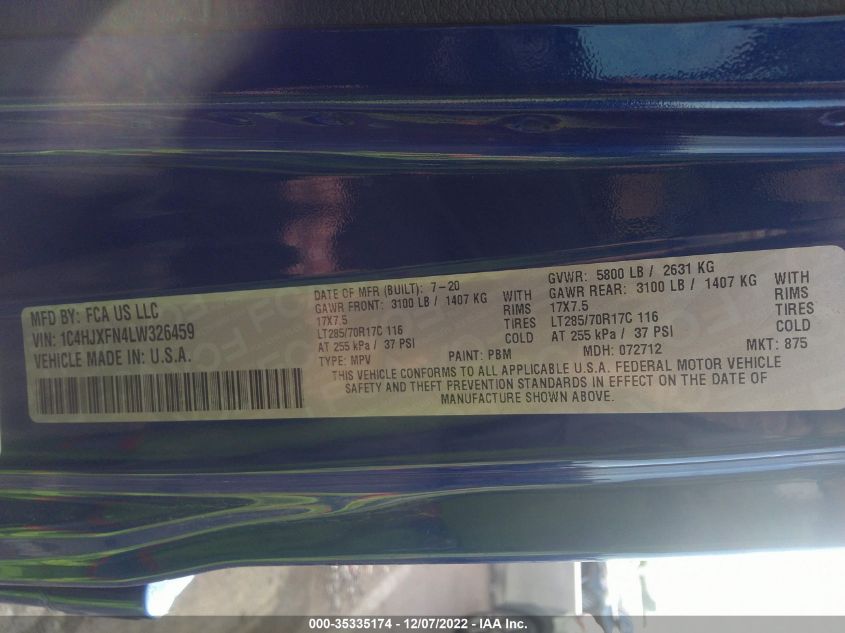 MFD BY: FCA US LLC
VIN: 1C4HJXFN4LW326459
VEHICLE MADE IN: U.S.A.
DATE OF MFR (BUILT): 7-20
GAWR FRONT: 3100 LB / 1407 KG WITH
17X7.5 RIMS
LT285/70R17C 116 TIRES
AT 255 kPa / 37 PSI COLD
TYPE: MPV PAINT: PBM MDH: 072712 MKT: 875
GVWR: 5800 LB / 2631 KG
GAWR REAR: 3100 LB / 1407 KG WITH
17X7.5 RIMS
LT285/70R17C 116 TIRES
AT 255 kPa / 37 PSI COLD
THIS VEHICLE CONFORMS TO ALL APPLICABLE U.S.A. FEDERAL MOTOR VEHICLE
SAFETY AND THEFT PREVENTION STANDARDS IN EFFECT ON THE DATE OF
MANUFACTURE SHOWN ABOVE.
000-35335174 - 12/07/2022 - IAA Inc.